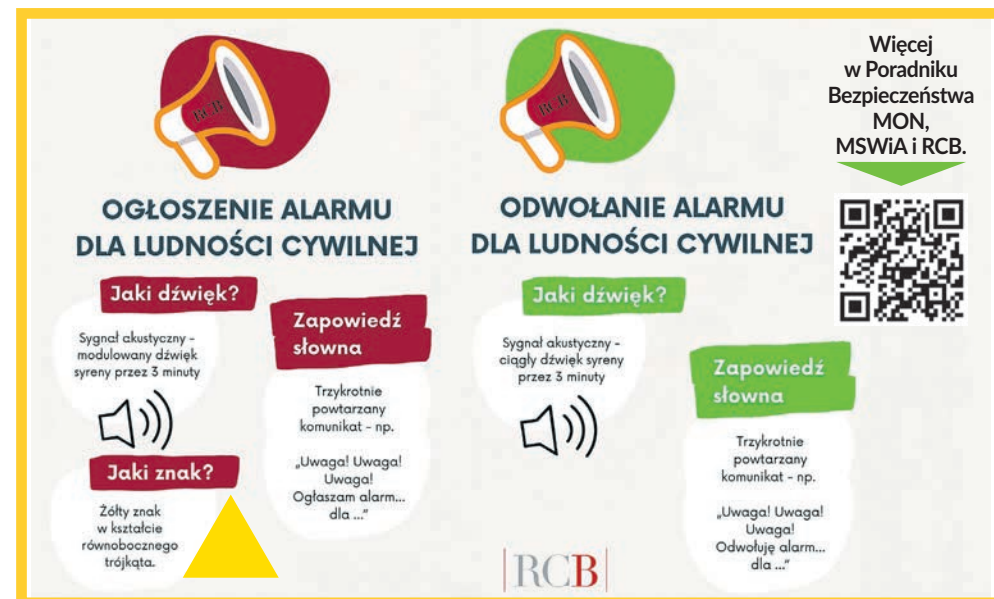 RCB
OGŁOSZENIE ALARMU
DLA LUDNOŚCI CYWILNEJ
Jaki dźwięk?
Sygnał akustyczny -
modulowany dźwięk
syreny przez 3 minuty
Jaki znak?
Żółty znak
w kształcie
równobocznego
trójkąta.
Zapowiedź
słowna
Trzykrotnie
powtarzany
komunikat - np.
„Uwaga! Uwaga!
Uwaga!
Ogłaszam alarm...
dla ...”
RCB
ODWOŁANIE ALARMU
DLA LUDNOŚCI CYWILNEJ
Jaki dźwięk?
Sygnał akustyczny -
ciągły dźwięk syreny
przez 3 minuty
Zapowiedź
słowna
Trzykrotnie
powtarzany
komunikat - np.
„Uwaga! Uwaga!
Uwaga!
Odwołuję alarm...
dla ...”
RCB
Więcej
w Poradniku
Bezpieczeństwa
MON,
MSWiA i RCB.